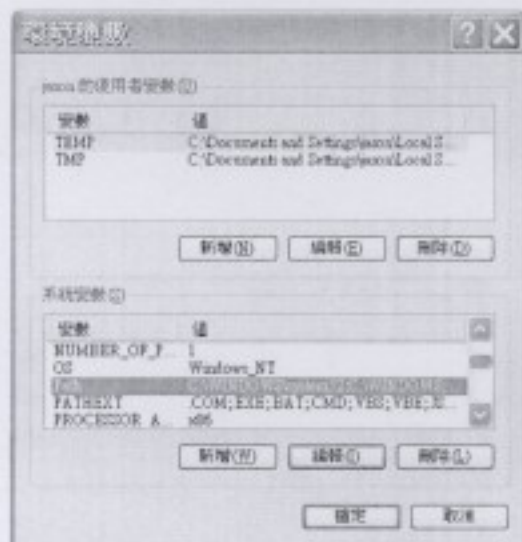 環境變數
jason 的使用者變數(U)
變數 值
TEMP C:\Documents and Settings\jason\Local S...
TMP C:\Documents and Settings\jason\Local S...
新增(N) 編輯(E) 刪除(D)
系統變數(S)
變數 值
NUMBER_OF_P... 1
OS Windows_NT
Path
PATHEXT .COM;.EXE;.BAT;.CMD;.VBS;.VBE;.JS...
PROCESSOR_A... x86
新增(W) 編輯(I) 刪除(L)
確定 取消